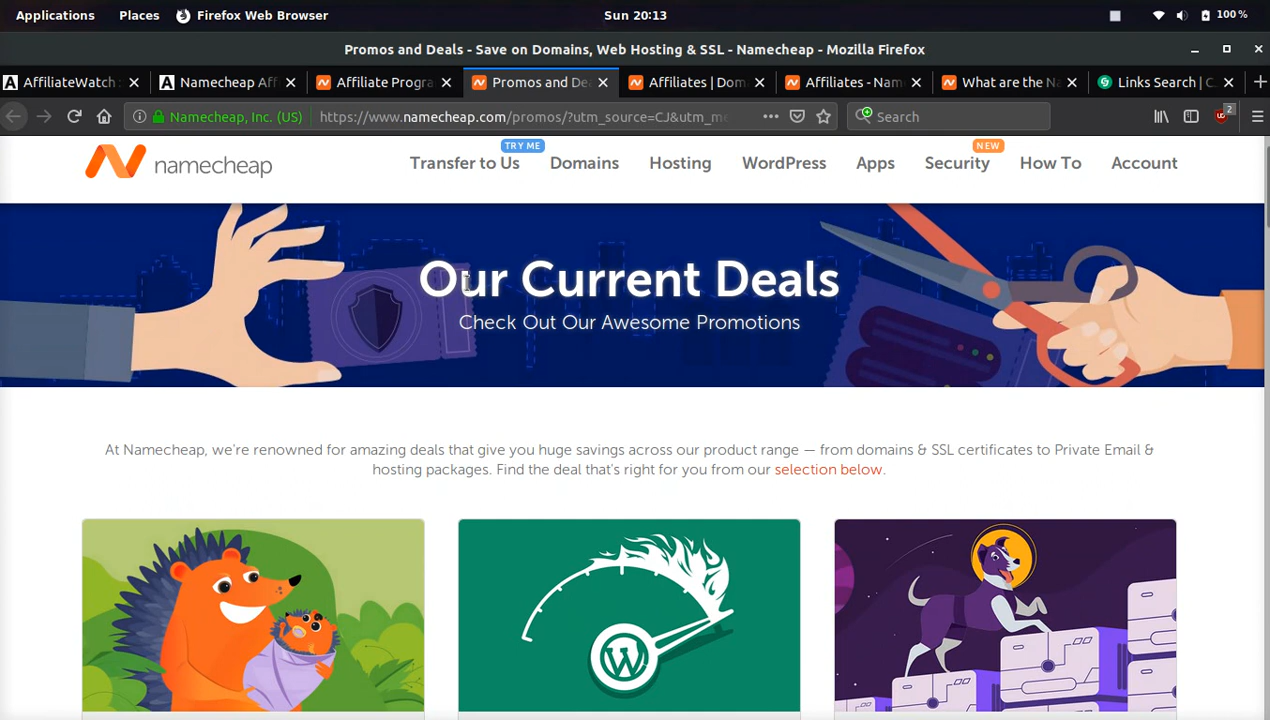 Applications Places Firefox Web Browser Sun 20:13 100%
Promos and Deals - Save on Domains, Web Hosting & SSL - Namecheap - Mozilla Firefox
AffiliateWatch Namecheap Aff Affiliate Progra Promos and Dea Affiliates | Dom Affiliates - Nam What are the Na Links Search | C
Namecheap, Inc. (US) https://www.namecheap.com/promos/?utm_source=CJ&utm_me Search 2
TRY ME NEW
namecheap Transfer to Us Domains Hosting WordPress Apps Security How To Account
Our Current Deals
Check Out Our Awesome Promotions
At Namecheap, we're renowned for amazing deals that give you huge savings across our product range — from domains & SSL certificates to Private Email &
hosting packages. Find the deal that's right for you from our selection below.